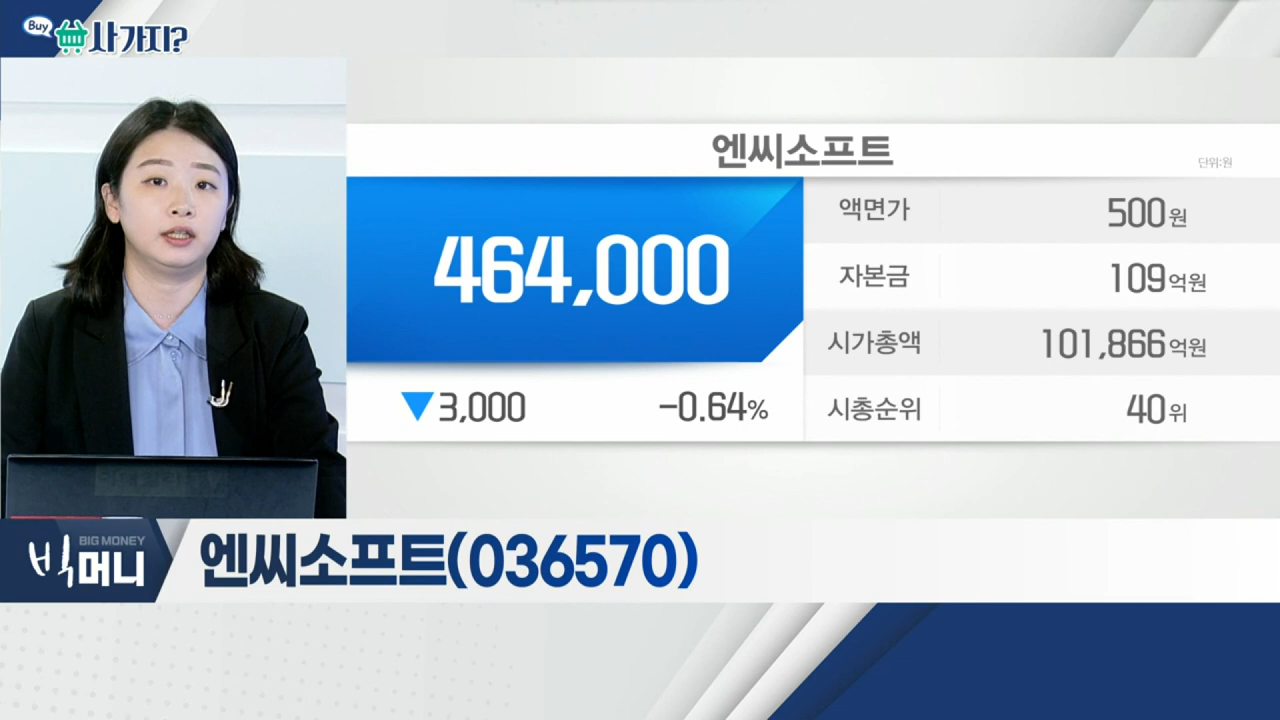 Buy
사가지?
엔씨소프트
단위:원
464,000
▼3,000 -0.64%
액면가 500원
자본금 109억원
시가총액 101,866억원
시총순위 40위
BIG MONEY
빅머니
엔씨소프트(036570)